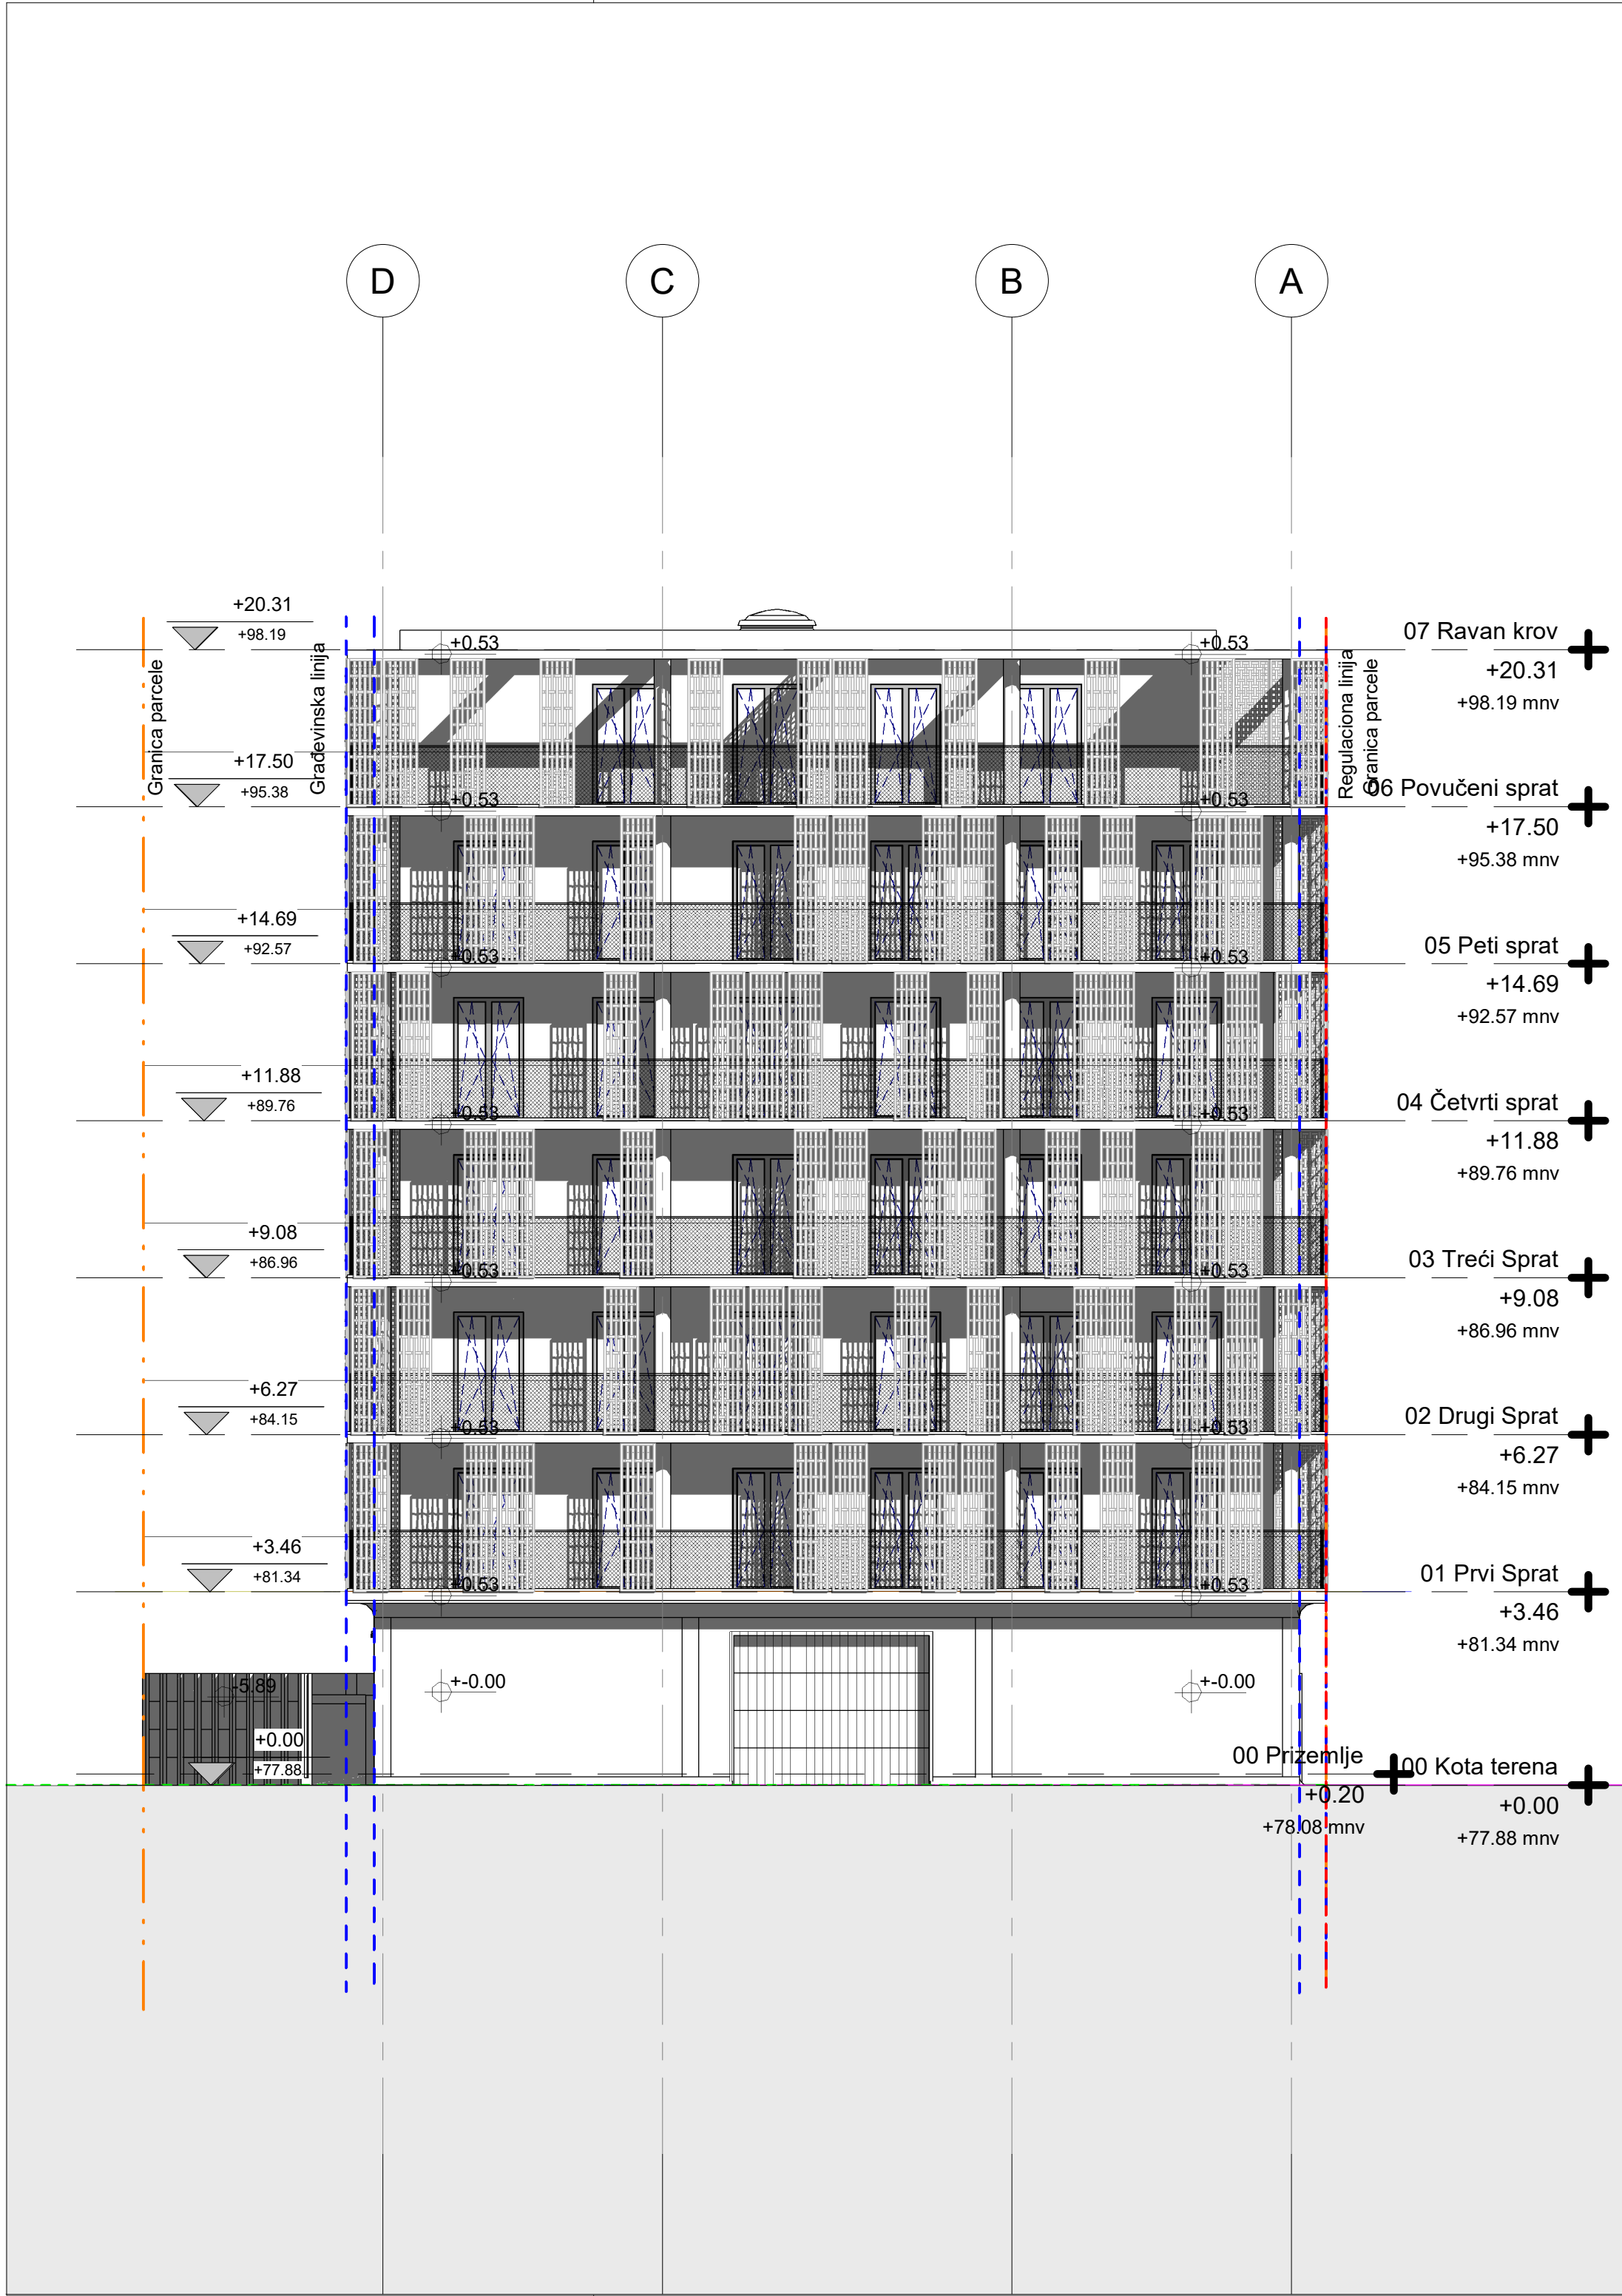 D
C
B
A
+20.31
+98.19
Granica parcele
Građevinska linija
+0.53
+0.53
Regulaciona linija
Granica parcele
07 Ravan krov
+20.31
+98.19 mnv
+17.50
+95.38
+0.53
+0.53
06 Povučeni sprat
+17.50
+95.38 mnv
+14.69
+92.57
+0.53
+0.53
05 Peti sprat
+14.69
+92.57 mnv
+11.88
+89.76
+0.53
+0.53
04 Četvrti sprat
+11.88
+89.76 mnv
+9.08
+86.96
+0.53
+0.53
03 Treći Sprat
+9.08
+86.96 mnv
+6.27
+84.15
+0.53
+0.53
02 Drugi Sprat
+6.27
+84.15 mnv
+3.46
+81.34
+0.53
+0.53
01 Prvi Sprat
+3.46
+81.34 mnv
-5.89
+-0.00
+-0.00
+0.00
+77.88
00 Prizemlje
+0.20
+78.08 mnv
00 Kota terena
+0.00
+77.88 mnv